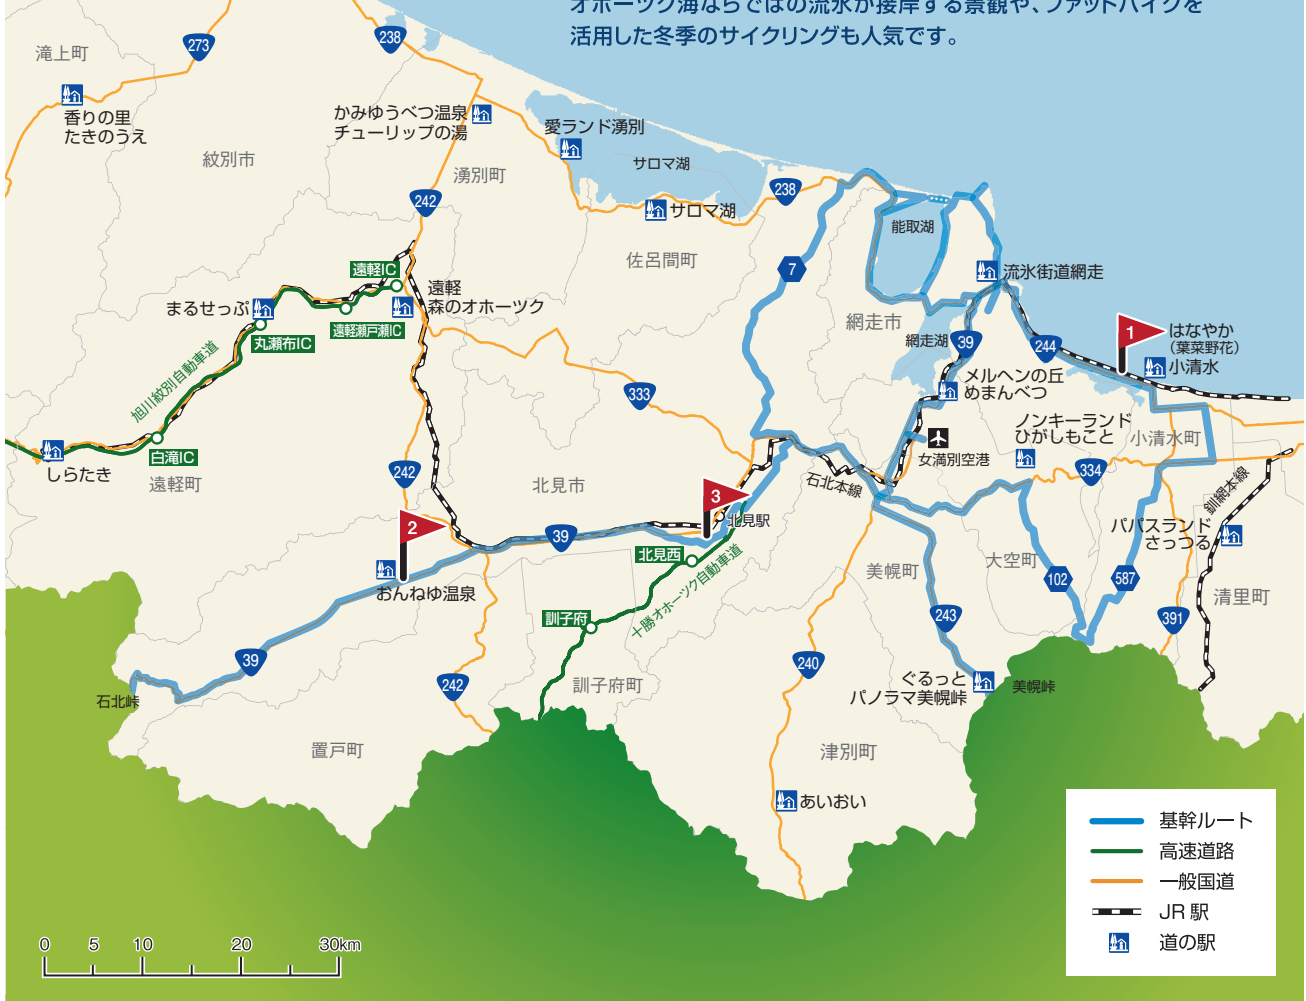 オホーツク海ならではの流氷が接岸する景観や、ファットバイクを
活用した冬季のサイクリングも人気です。
滝上町
273
238
香りの里
たきのうえ
かみゆうべつ温泉
チューリップの湯
愛ランド湧別
サロマ湖
紋別市
湧別町
242
サロマ湖
238
能取湖
佐呂間町
7
流氷街道網走
遠軽IC
遠軽
森のオホーツク
まるせっぷ
遠軽瀬戸瀬IC
丸瀬布IC
旭川紋別自動車道
網走市
網走湖
39
244
1
はなやか
(葉菜野花)
小清水
メルヘンの丘
めまんべつ
333
ノンキーランド
ひがしもこと
小清水町
女満別空港
白滝IC
しらたき
遠軽町
242
北見市
石北本線
334
釧網本線
3
北見駅
2
39
北見西
十勝オホーツク自動車道
パパスランド
さっつる
大空町
美幌町
102
587
おんねゆ温泉
訓子府
243
391
清里町
39
240
242
訓子府町
ぐるっと
パノラマ美幌峠
美幌峠
石北峠
置戸町
津別町
あいおい
基幹ルート
高速道路
一般国道
JR 駅
道の駅
0 5 10 20 30km